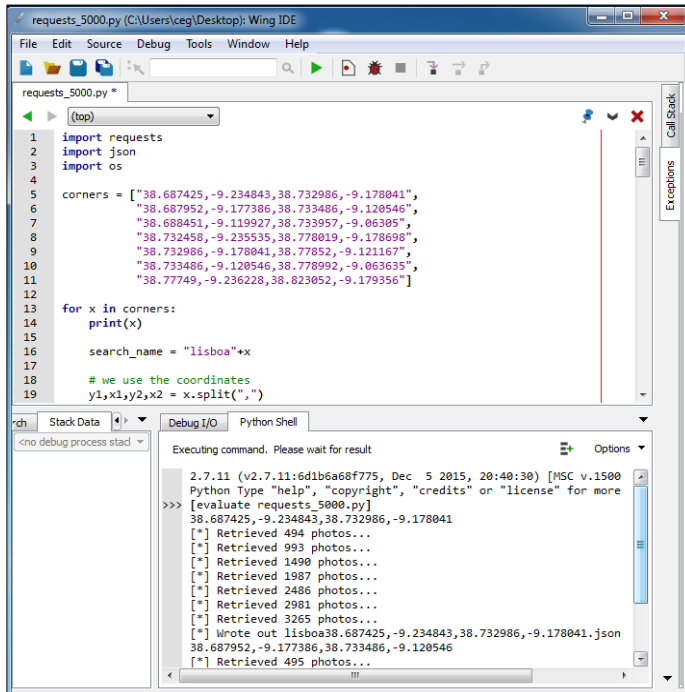 requests_5000.py (C:\Users\ceg\Desktop): Wing IDE
File Edit Source Debug Tools Window Help
requests_5000.py *
(top)
1 import requests
2 import json
3 import os
4
5 corners = ["38.687425,-9.234843,38.732986,-9.178041",
6 "38.687952,-9.177386,38.733486,-9.120546",
7 "38.688451,-9.119927,38.733957,-9.06305",
8 "38.732458,-9.235535,38.778019,-9.178698",
9 "38.732986,-9.178041,38.77852,-9.121167",
10 "38.733486,-9.120546,38.778992,-9.063635",
11 "38.77749,-9.236228,38.823052,-9.179356"]
12
13 for x in corners:
14 print(x)
15
16 search_name = "lisboa"+x
17
18 # we use the coordinates
19 y1,x1,y2,x2 = x.split(",")
Call Stack
Exceptions
rch Stack Data
<no debug process stacl
Debug I/O Python Shell
Executing command. Please wait for result Options
2.7.11 (v2.7.11:6d1b6a68f775, Dec 5 2015, 20:40:30) [MSC v.1500
Python Type "help", "copyright", "credits" or "license" for more
>>> [evaluate requests_5000.py]
38.687425,-9.234843,38.732986,-9.178041
[*] Retrieved 494 photos...
[*] Retrieved 993 photos...
[*] Retrieved 1490 photos...
[*] Retrieved 1987 photos...
[*] Retrieved 2486 photos...
[*] Retrieved 2981 photos...
[*] Retrieved 3265 photos...
[*] Wrote out lisboa38.687425,-9.234843,38.732986,-9.178041.json
38.687952,-9.177386,38.733486,-9.120546
[*] Retrieved 495 photos...